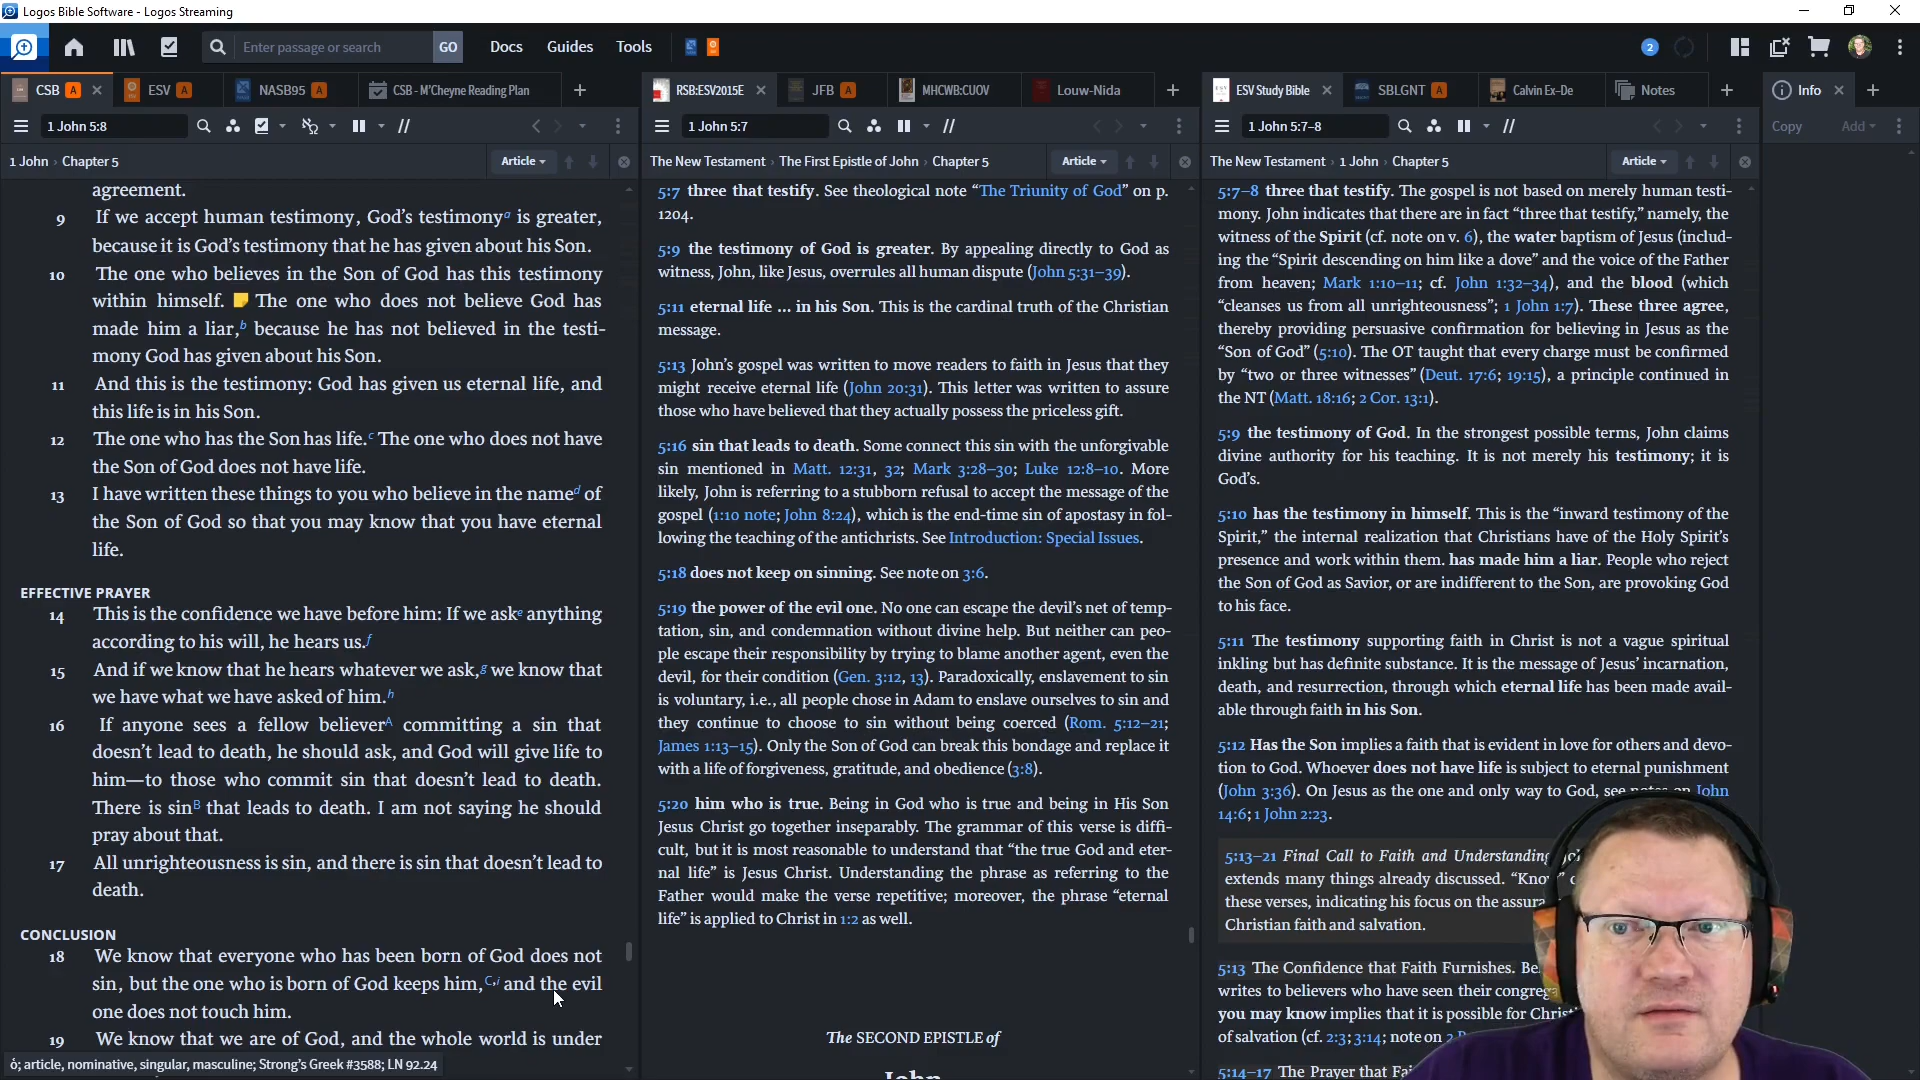 Logos Bible Software - Logos Streaming
Enter passage or search
GO
Docs
Guides
Tools
2
CSB A
ESV A
NASB95 A
CSB - M'Cheyne Reading Plan
1 John 5:8
1 John › Chapter 5
Article
agreement.
9 If we accept human testimony, God’s testimonyᵃ is greater,
because it is God’s testimony that he has given about his Son.
10 The one who believes in the Son of God has this testimony
within himself. The one who does not believe God has
made him a liar,ᵇ because he has not believed in the testi-
mony God has given about his Son.
11 And this is the testimony: God has given us eternal life, and
this life is in his Son.
12 The one who has the Son has life.ᶜ The one who does not have
the Son of God does not have life.
13 I have written these things to you who believe in the nameᵈ of
the Son of God so that you may know that you have eternal
life.
EFFECTIVE PRAYER
14 This is the confidence we have before him: If we askᵉ anything
according to his will, he hears us.ᶠ
15 And if we know that he hears whatever we ask,ᵍ we know that
we have what we have asked of him.ʰ
16 If anyone sees a fellow believerᴬ committing a sin that
doesn’t lead to death, he should ask, and God will give life to
him—to those who commit sin that doesn’t lead to death.
There is sinᴮ that leads to death. I am not saying he should
pray about that.
17 All unrighteousness is sin, and there is sin that doesn’t lead to
death.
CONCLUSION
18 We know that everyone who has been born of God does not
sin, but the one who is born of God keeps him,C,i and the evil
one does not touch him.
19 We know that we are of God, and the whole world is under
ὁ; article, nominative, singular, masculine; Strong's Greek #3588; LN 92.24
RSB:ESV2015E
JFB A
MHCWB:CUOV
Louw-Nida
1 John 5:7
The New Testament › The First Epistle of John › Chapter 5
Article
5:7 three that testify. See theological note “The Triunity of God” on p.
1204.
5:9 the testimony of God is greater. By appealing directly to God as
witness, John, like Jesus, overrules all human dispute (John 5:31–39).
5:11 eternal life … in his Son. This is the cardinal truth of the Christian
message.
5:13 John’s gospel was written to move readers to faith in Jesus that they
might receive eternal life (John 20:31). This letter was written to assure
those who have believed that they actually possess the priceless gift.
5:16 sin that leads to death. Some connect this sin with the unforgivable
sin mentioned in Matt. 12:31, 32; Mark 3:28–30; Luke 12:8–10. More
likely, John is referring to a stubborn refusal to accept the message of the
gospel (1:10 note; John 8:24), which is the end-time sin of apostasy in fol-
lowing the teaching of the antichrists. See Introduction: Special Issues.
5:18 does not keep on sinning. See note on 3:6.
5:19 the power of the evil one. No one can escape the devil’s net of temp-
tation, sin, and condemnation without divine help. But neither can peo-
ple escape their responsibility by trying to blame another agent, even the
devil, for their condition (Gen. 3:12, 13). Paradoxically, enslavement to sin
is voluntary, i.e., all people chose in Adam to enslave ourselves to sin and
they continue to choose to sin without being coerced (Rom. 5:12–21;
James 1:13–15). Only the Son of God can break this bondage and replace it
with a life of forgiveness, gratitude, and obedience (3:8).
5:20 him who is true. Being in God who is true and being in His Son
Jesus Christ go together inseparably. The grammar of this verse is diffi-
cult, but it is most reasonable to understand that “the true God and eter-
nal life” is Jesus Christ. Understanding the phrase as referring to the
Father would make the verse repetitive; moreover, the phrase “eternal
life” is applied to Christ in 1:2 as well.
The SECOND EPISTLE of
John
ESV Study Bible
SBLGNT A
Calvin Ex-De
Notes
1 John 5:7–8
The New Testament › 1 John › Chapter 5
Article
5:7–8 three that testify. The gospel is not based on merely human testi-
mony. John indicates that there are in fact “three that testify,” namely, the
witness of the Spirit (cf. note on v. 6), the water baptism of Jesus (includ-
ing the “Spirit descending on him like a dove” and the voice of the Father
from heaven; Mark 1:10–11; cf. John 1:32–34), and the blood (which
“cleanses us from all unrighteousness”; 1 John 1:7). These three agree,
thereby providing persuasive confirmation for believing in Jesus as the
“Son of God” (5:10). The OT taught that every charge must be confirmed
by “two or three witnesses” (Deut. 17:6; 19:15), a principle continued in
the NT (Matt. 18:16; 2 Cor. 13:1).
5:9 the testimony of God. In the strongest possible terms, John claims
divine authority for his teaching. It is not merely his testimony; it is
God’s.
5:10 has the testimony in himself. This is the “inward testimony of the
Spirit,” the internal realization that Christians have of the Holy Spirit’s
presence and work within them. has made him a liar. People who reject
the Son of God as Savior, or are indifferent to the Son, are provoking God
to his face.
5:11 The testimony supporting faith in Christ is not a vague spiritual
inkling but has definite substance. It is the message of Jesus’ incarnation,
death, and resurrection, through which eternal life has been made avail-
able through faith in his Son.
5:12 Has the Son implies a faith that is evident in love for others and devo-
tion to God. Whoever does not have life is subject to eternal punishment
(John 3:36). On Jesus as the one and only way to God, see notes on John
14:6; 1 John 2:23.
5:13–21 Final Call to Faith and Understanding.
extends many things already discussed. “Know”
these verses, indicating his focus on the
Christian faith and salvation.
5:13 The Confidence that Faith Furnishes.
writes to believers who have seen their
you may know implies that it is possible for
of salvation (cf. 2:3; 3:14; note on 2
5:14–17 The Prayer that
Info
Copy
Add